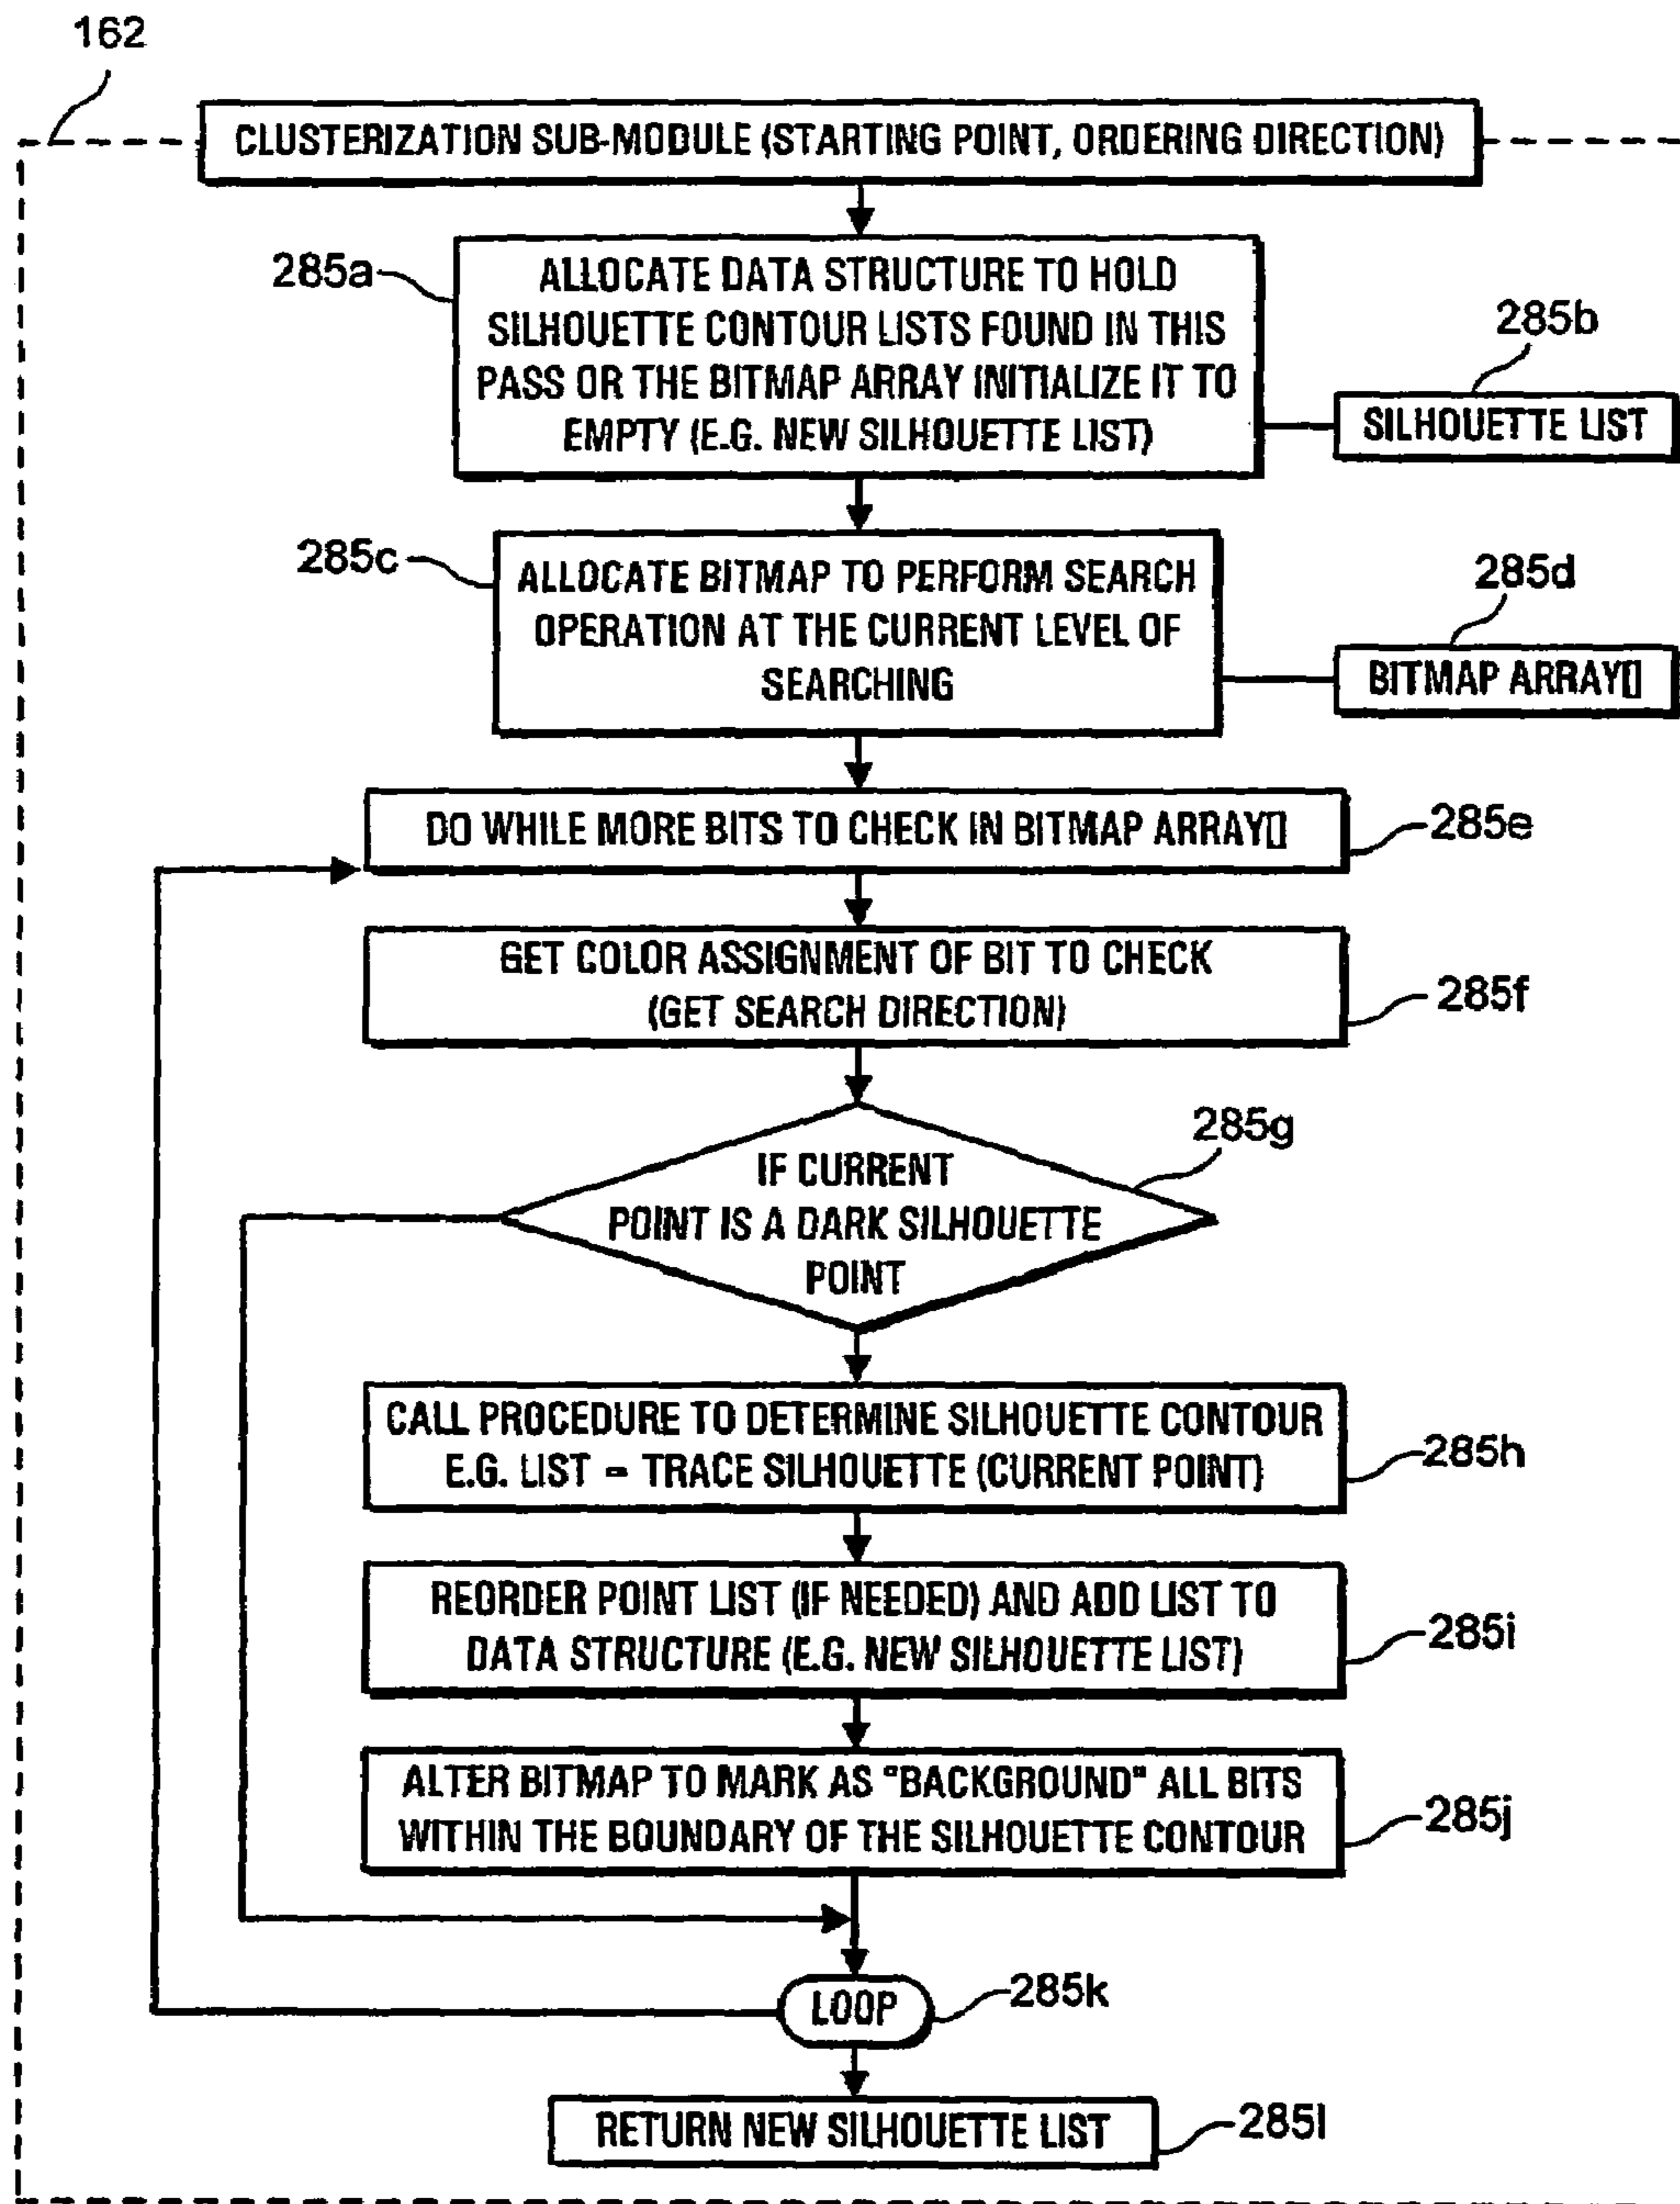 162
CLUSTERIZATION SUB-MODULE (STARTING POINT, ORDERING DIRECTION)
285a
ALLOCATE DATA STRUCTURE TO HOLD
SILHOUETTE CONTOUR LISTS FOUND IN THIS
PASS OR THE BITMAP ARRAY INITIALIZE IT TO
EMPTY (E.G. NEW SILHOUETTE LIST)
285b
SILHOUETTE LIST
285c
ALLOCATE BITMAP TO PERFORM SEARCH
OPERATION AT THE CURRENT LEVEL OF
SEARCHING
285d
BITMAP ARRAY[]
DO WHILE MORE BITS TO CHECK IN BITMAP ARRAY[]
285e
GET COLOR ASSIGNMENT OF BIT TO CHECK
(GET SEARCH DIRECTION)
285f
285g
IF CURRENT
POINT IS A DARK SILHOUETTE
POINT
CALL PROCEDURE TO DETERMINE SILHOUETTE CONTOUR
E.G. LIST = TRACE SILHOUETTE (CURRENT POINT)
285h
REORDER POINT LIST (IF NEEDED) AND ADD LIST TO
DATA STRUCTURE (E.G. NEW SILHOUETTE LIST)
285i
ALTER BITMAP TO MARK AS "BACKGROUND" ALL BITS
WITHIN THE BOUNDARY OF THE SILHOUETTE CONTOUR
285j
LOOP
285k
RETURN NEW SILHOUETTE LIST
285l